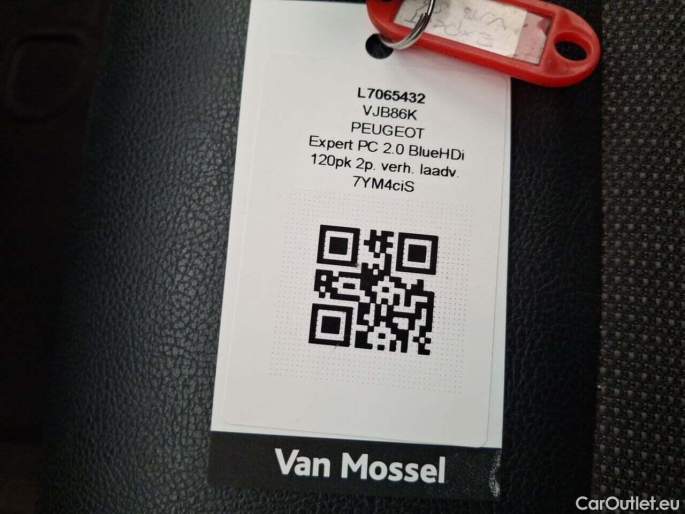 L7065432
VJB86K
PEUGEOT
Expert PC 2.0 BlueHDi
120pk 2p. verh. laadv.
7YM4ciS
Van Mossel
CarOutlet.eu